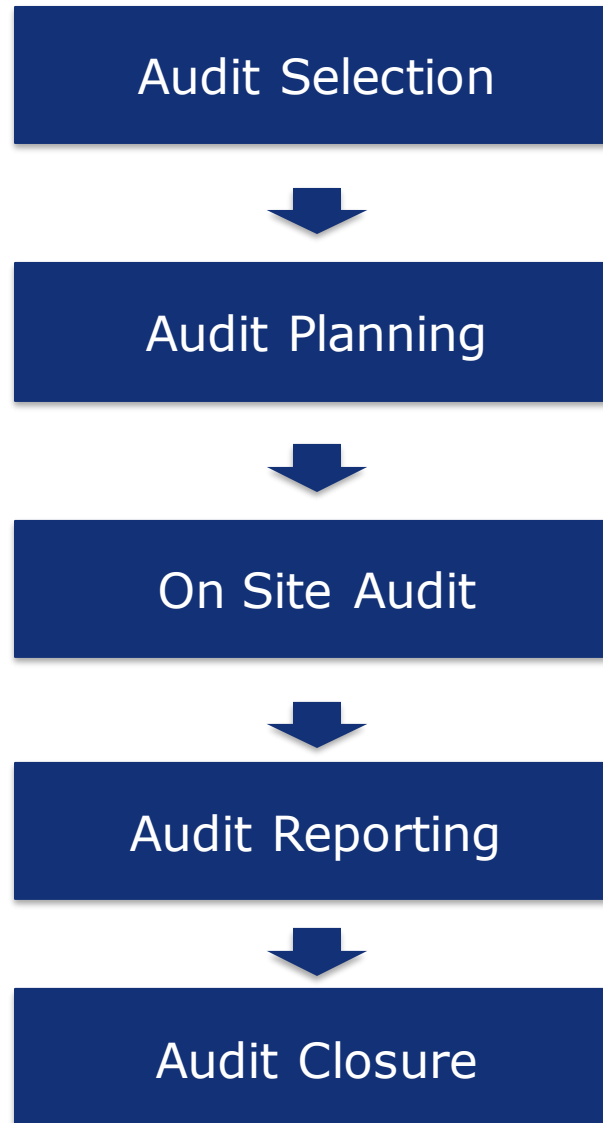 Audit Selection
Audit Planning
On Site Audit
Audit Reporting
Audit Closure